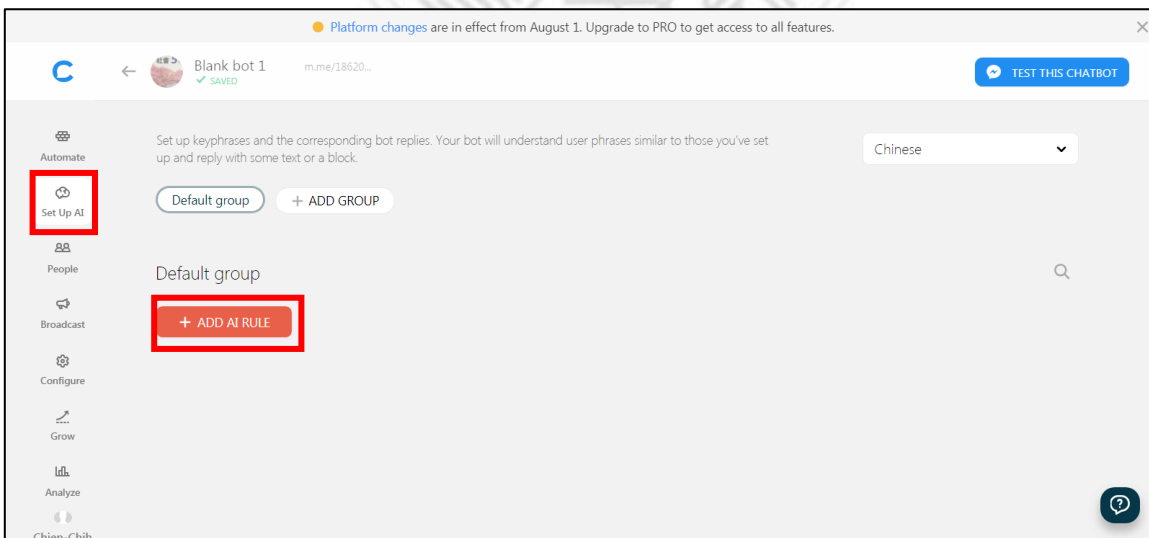 Platform changes are in effect from August 1. Upgrade to PRO to get access to all features.
Blank bot 1
m.me/18620...
SAVED
TEST THIS CHATBOT
Automate
Set Up AI
People
Broadcast
Configure
Grow
Analyze
Chien-Chih
Set up keyphrases and the corresponding bot replies. Your bot will understand user phrases similar to those you've set
up and reply with some text or a block.
Chinese
Default group
+ ADD GROUP
Default group
+ ADD AI RULE